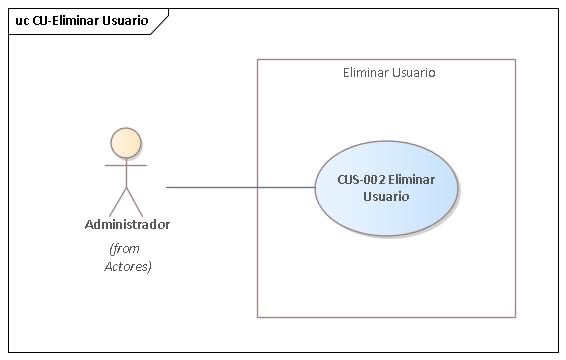 uc CU-Eliminar Usuario
Eliminar Usuario
CUS-002 Eliminar
Usuario
Administrador
(from
Actores)